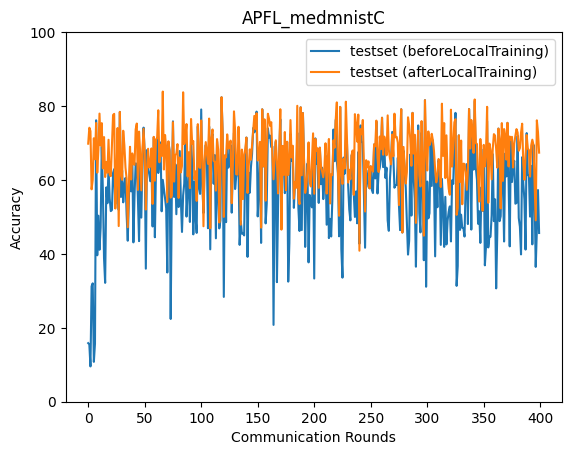 APFL_medmnistC
testset (beforeLocalTraining)
testset (afterLocalTraining)
100
80
60
40
20
0
Accuracy
0 50 100 150 200 250 300 350 400
Communication Rounds